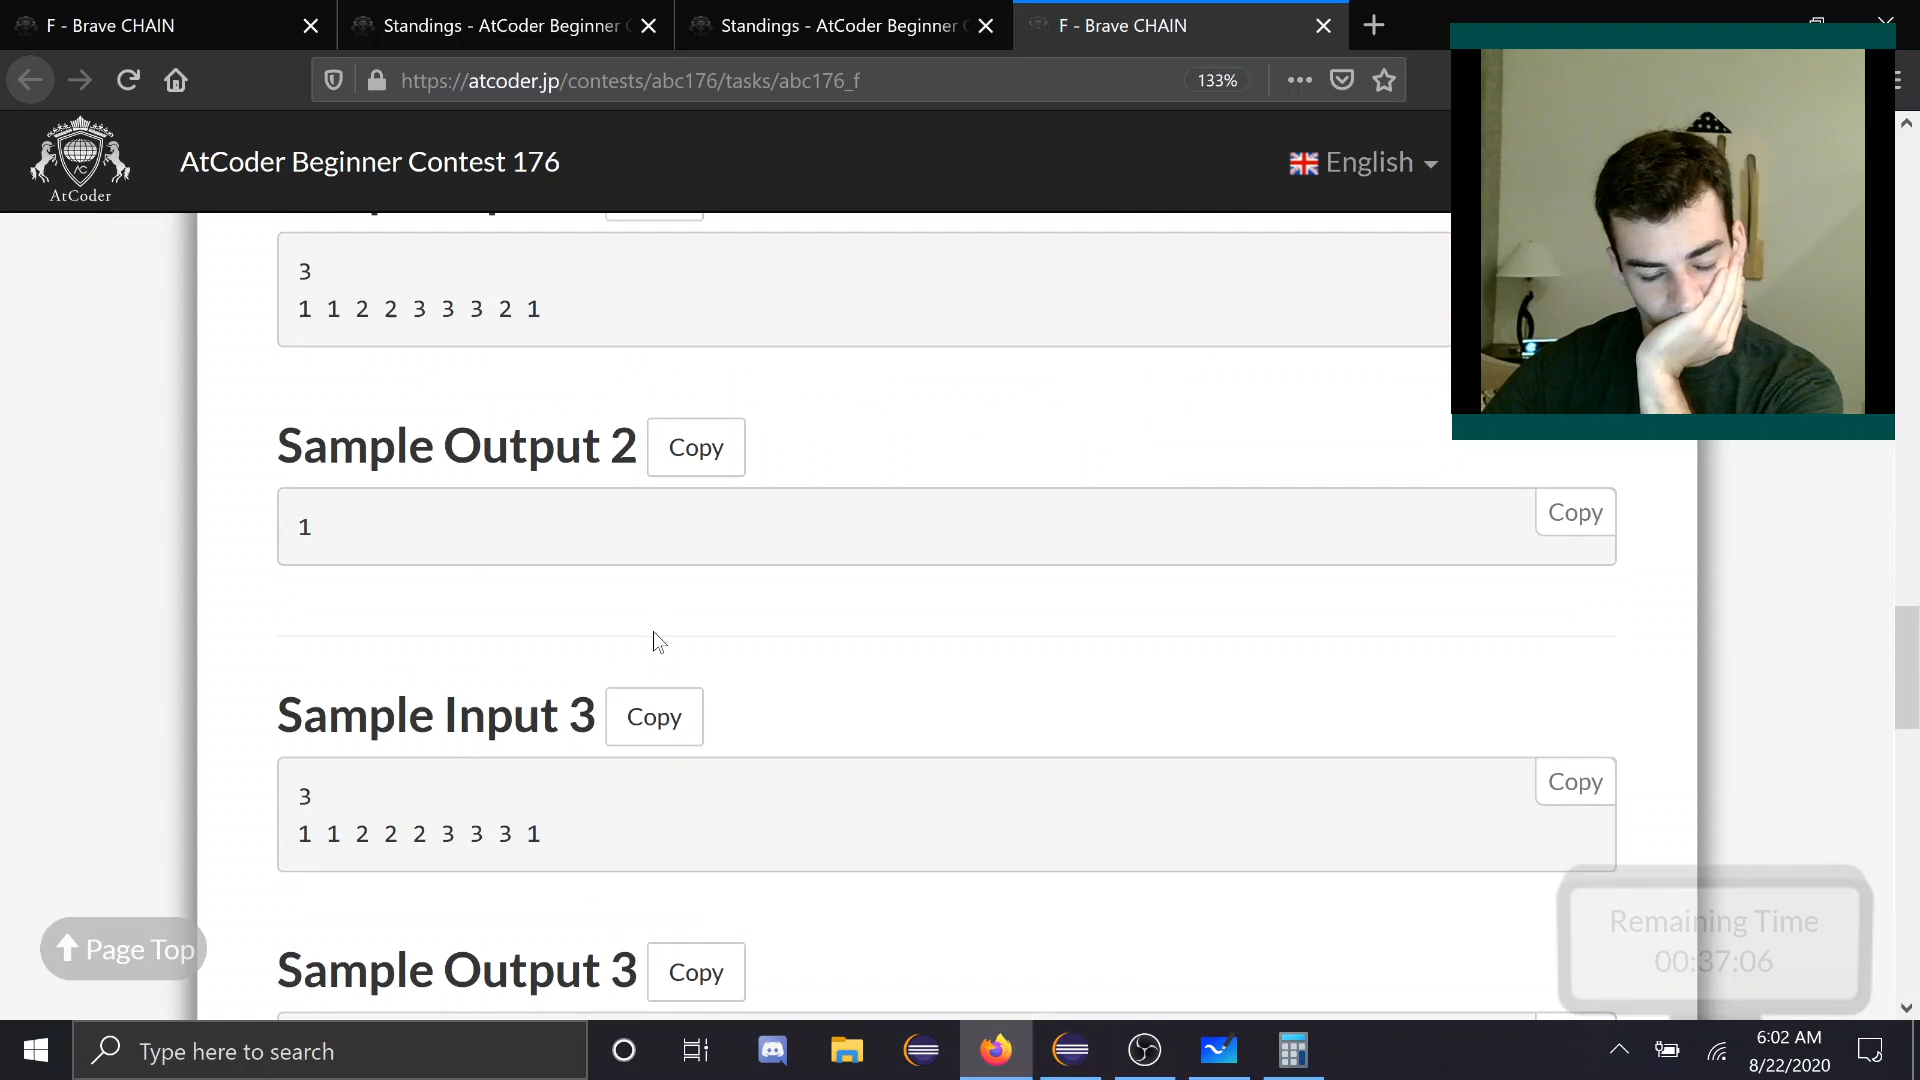 F - Brave CHAIN
Standings - AtCoder Beginner
Standings - AtCoder Beginner
F - Brave CHAIN
https://atcoder.jp/contests/abc176/tasks/abc176_f
133%
AtCoder
AtCoder Beginner Contest 176
English
3
1 1 2 2 3 3 3 2 1
Sample Output 2
Copy
Copy
1
Sample Input 3
Copy
Copy
3
1 1 2 2 2 3 3 3 1
Page Top
Sample Output 3
Copy
Remaining Time
00:37:06
Type here to search
6:02 AM
8/22/2020